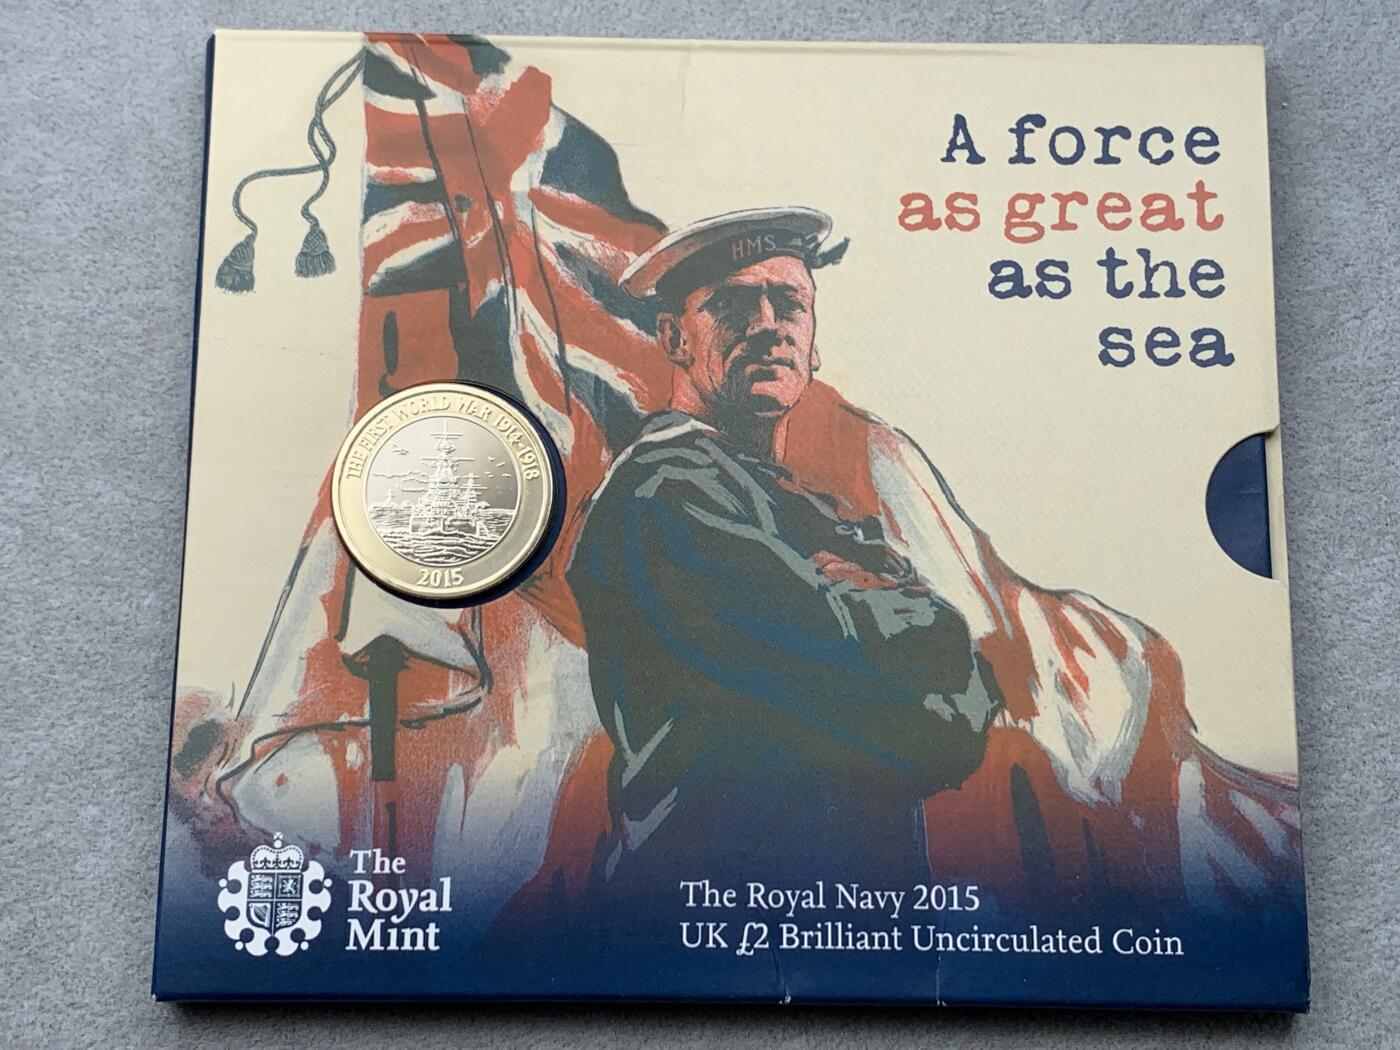 A force
as great
as the
sea
HMS
THE FIRST WORLD WAR 1914-1918
2015
The
Royal
Mint
The Royal Navy 2015
UK £2 Brilliant Uncirculated Coin